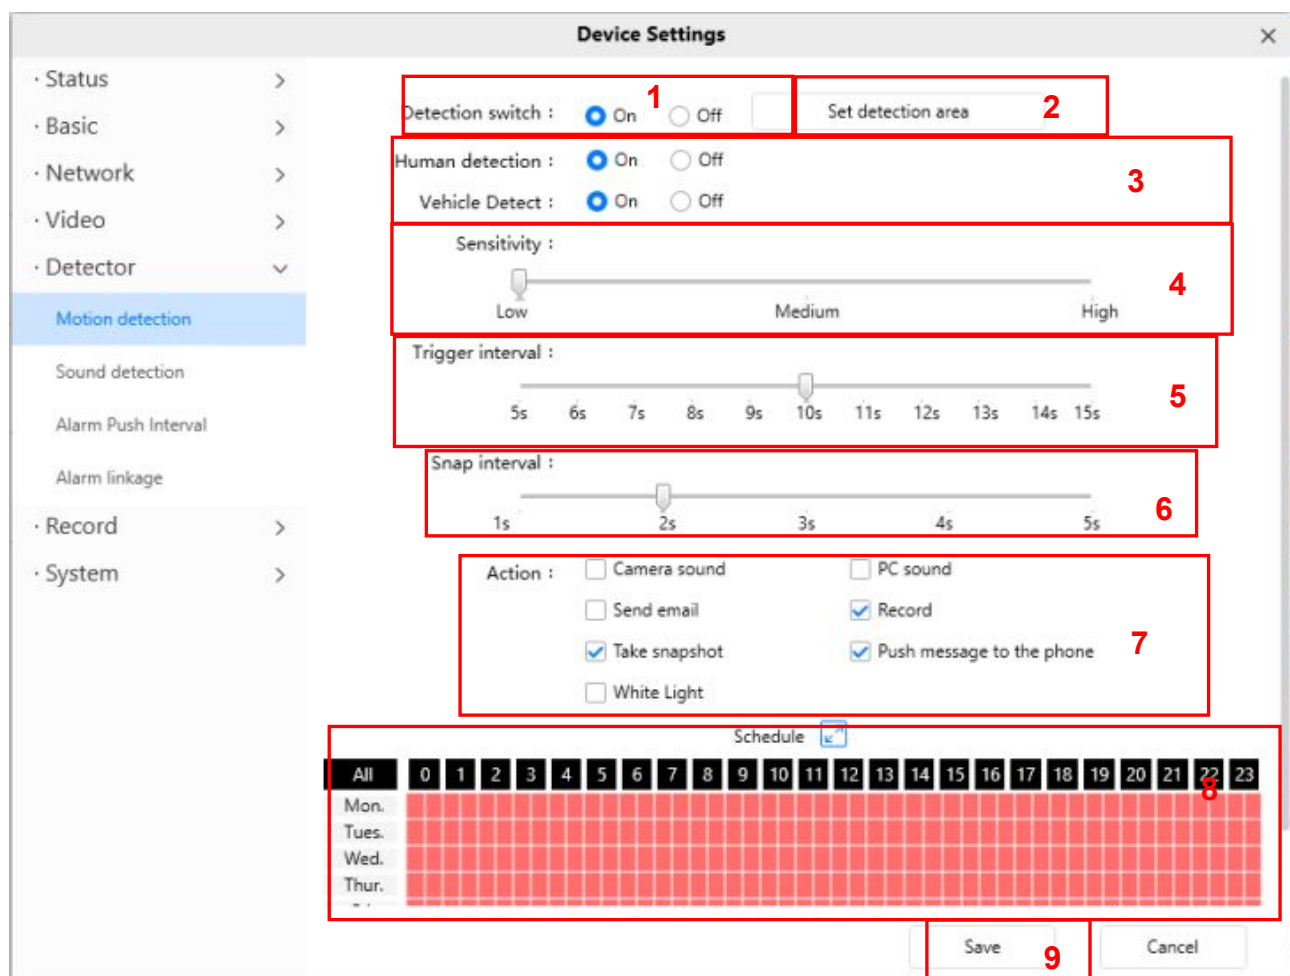 Device Settings
· Status
· Basic
· Network
· Video
· Detector
Motion detection
Sound detection
Alarm Push Interval
Alarm linkage
· Record
· System
Detection switch : On Off 1
Set detection area 2
Human detection : On Off
3
Vehicle Detect : On Off
Sensitivity :
4
Low Medium High
Trigger interval :
5
5s 6s 7s 8s 9s 10s 11s 12s 13s 14s 15s
Snap interval :
6
1s 2s 3s 4s 5s
Action : Camera sound PC sound
Send email Record
7
Take snapshot Push message to the phone
White Light
Schedule
All 0 1 2 3 4 5 6 7 8 9 10 11 12 13 14 15 16 17 18 19 20 21 22 23
8
Mon.
Tues.
Wed.
Thur.
Save 9 Cancel